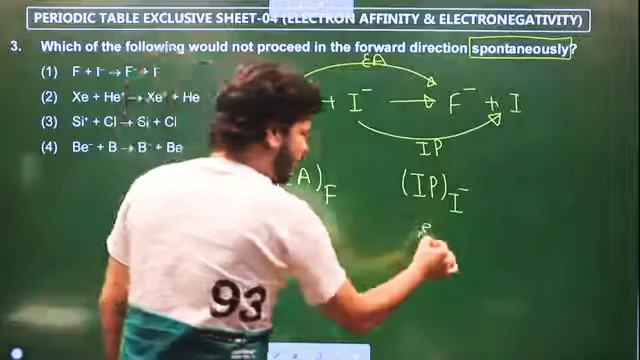 PERIODIC TABLE EXCLUSIVE SHEET-04 (ELECTRON AFFINITY & ELECTRONEGATIVITY)
3. Which of the following would not proceed in the forward direction spontaneously?
(1) F + I⁻ → F⁻ + I
(2) Xe + He⁺ → Xe⁺ + He
(3) Si⁺ + Cl → Si + Cl
(4) Be⁻ + B → B⁻ + Be
EA
+ I⁻ → F⁻ + I
IP
A)F (IP)I⁻
93